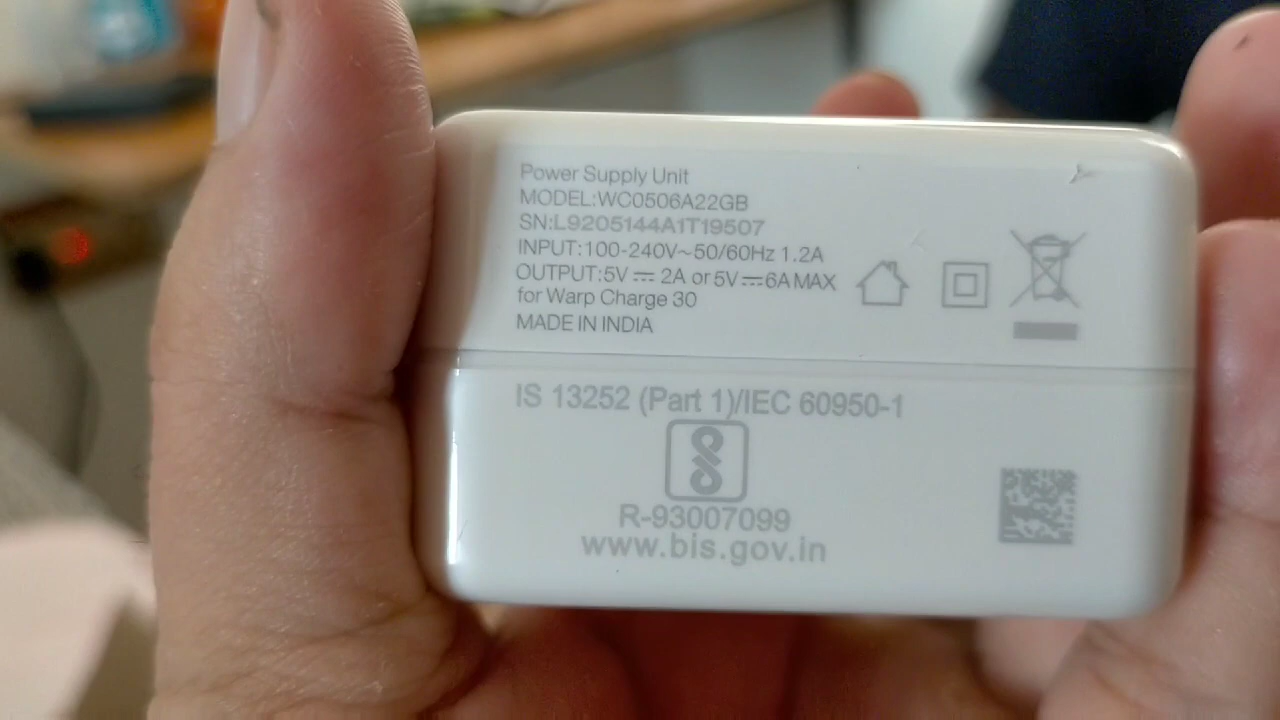 Power Supply Unit
MODEL:WC0506A22GB
SN:L9205144A1T19507
INPUT:100-240V~50/60Hz 1.2A
OUTPUT:5V⎓2A or 5V⎓6A MAX
for Warp Charge 30
MADE IN INDIA
IS 13252 (Part 1)/IEC 60950-1
R-93007099
www.bis.gov.in